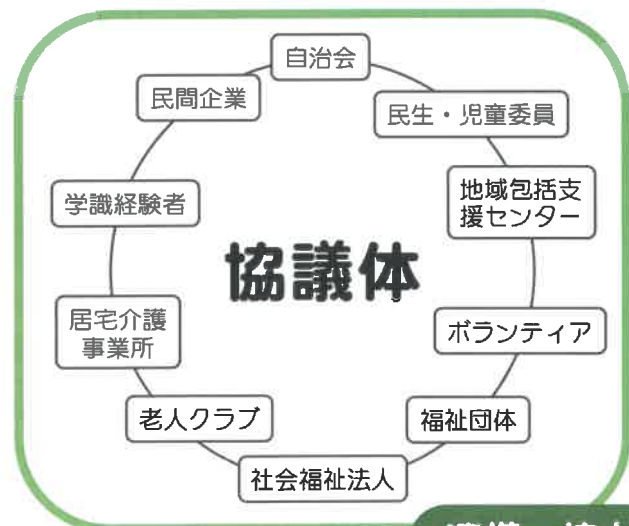 自治会
民生・児童委員
地域包括支
援センター
ボランティア
福祉団体
社会福祉法人
老人クラブ
居宅介護
事業所
学識経験者
民間企業
協議体